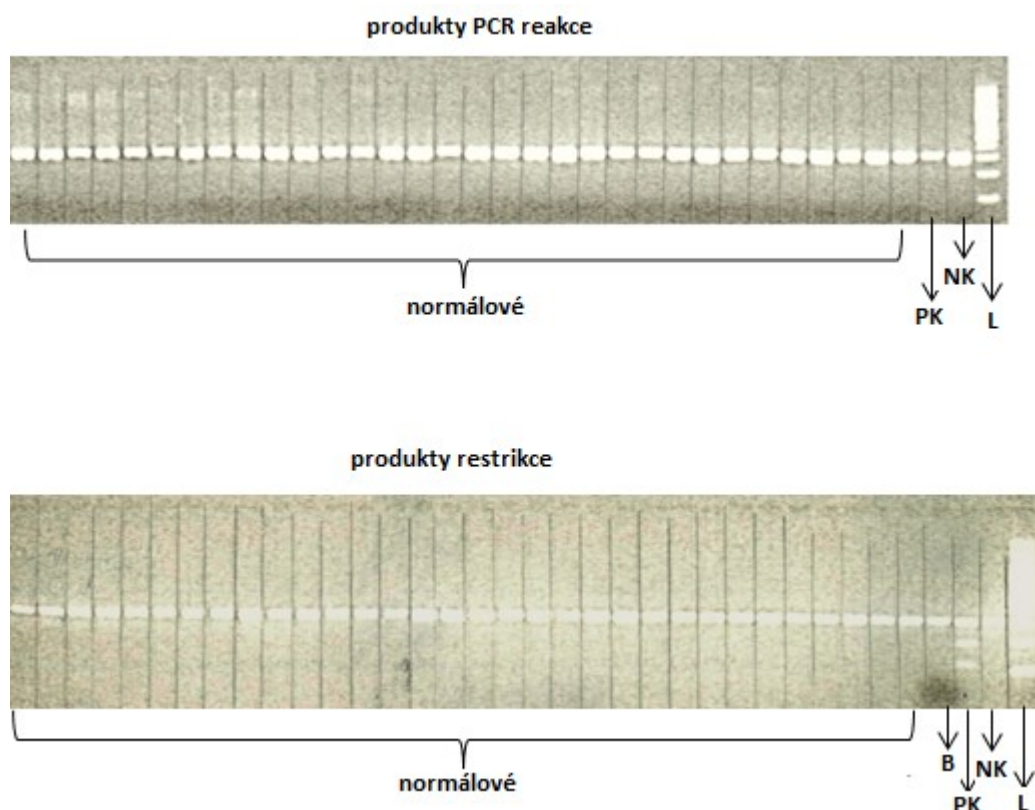 produkty PCR reakce
normálové
PK
NK
L
produkty restrikce
normálové
B
PK
NK
L